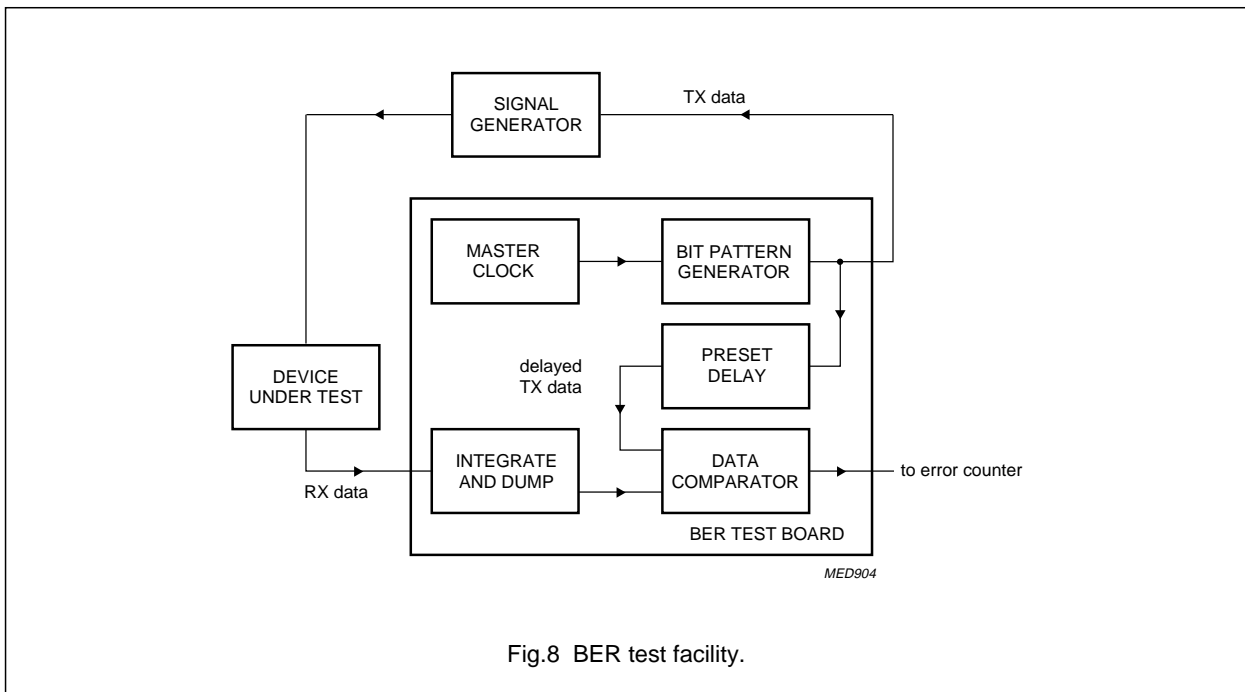 SIGNAL
GENERATOR
TX data
MASTER
CLOCK
BIT PATTERN
GENERATOR
PRESET
DELAY
delayed
TX data
DEVICE
UNDER TEST
INTEGRATE
AND DUMP
DATA
COMPARATOR
to error counter
RX data
BER TEST BOARD
MED904
Fig.8 BER test facility.